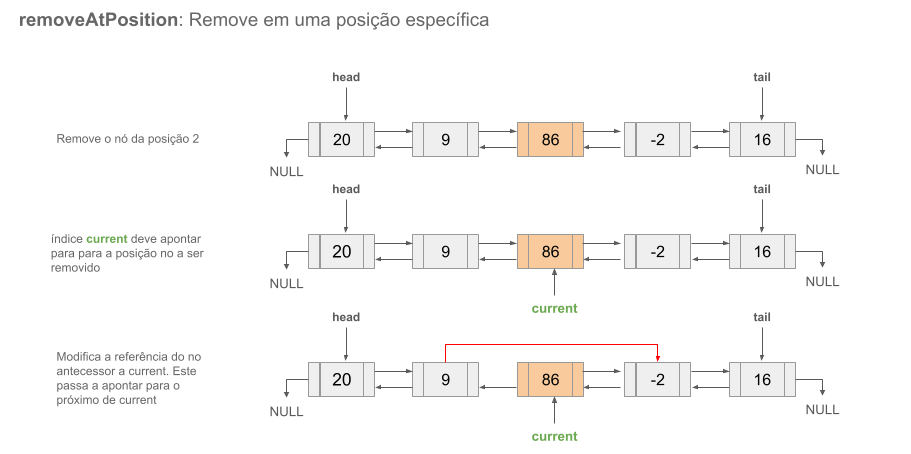 removeAtPosition: Remove em uma posição específica
head
tail
Remove o nó da posição 2
20
9
86
-2
16
NULL
NULL
head
tail
índice current deve apontar
para para a posição no a ser
removido
20
9
86
-2
16
NULL
NULL
current
head
tail
Modifica a referência do no
antecessor a current. Este
passa a apontar para o
próximo de current
20
9
86
-2
16
NULL
NULL
current